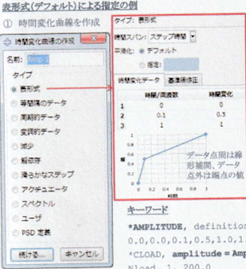 表形式(デフォルト)による指定の例
① 時間変化曲線を作成
時間変化曲線の作成
名前:
タイプ
表形式
等間隔のデータ
周期的データ
変調的データ
減少
相依存
滑らかなステップ
アクチュエータ
スペクトル
ユーザ
PSD 定義
続ける...
キャンセル
タイプ: 表形式
時間スパン: ステップ時間
平滑化: デフォルト
指定:
時間変化データ
基準線修正
時間/周波数 時間変化
1 0 0
2 0.1 0.5
3 1 1
データ点間は線
形補間、データ
点外は端点の値
キーワード
*AMPLITUDE, definition
0.0,0.0,0.1,0.5,1.0,1
*CLOAD, amplitude=Am
Nload, 1, 200.0